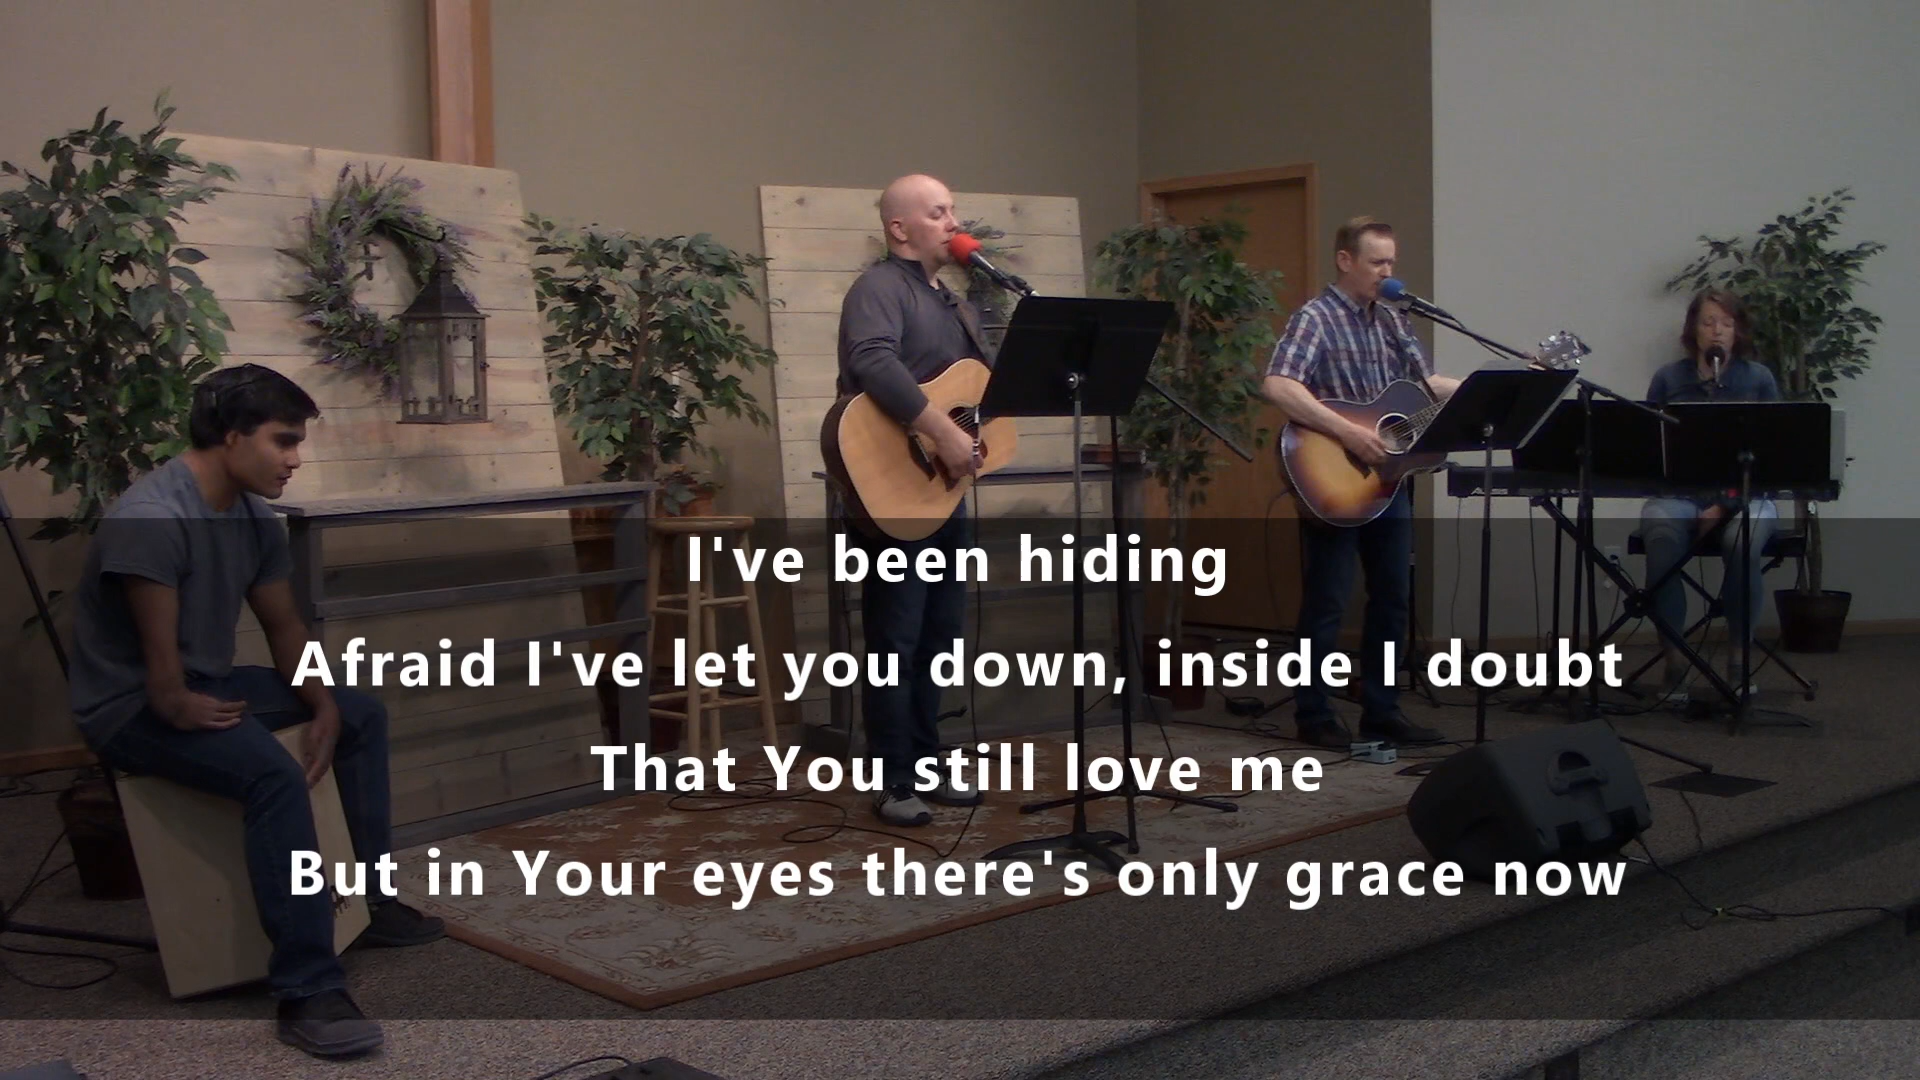 I've been hiding
Afraid I've let you down, inside I doubt
That You still love me
But in Your eyes there's only grace now